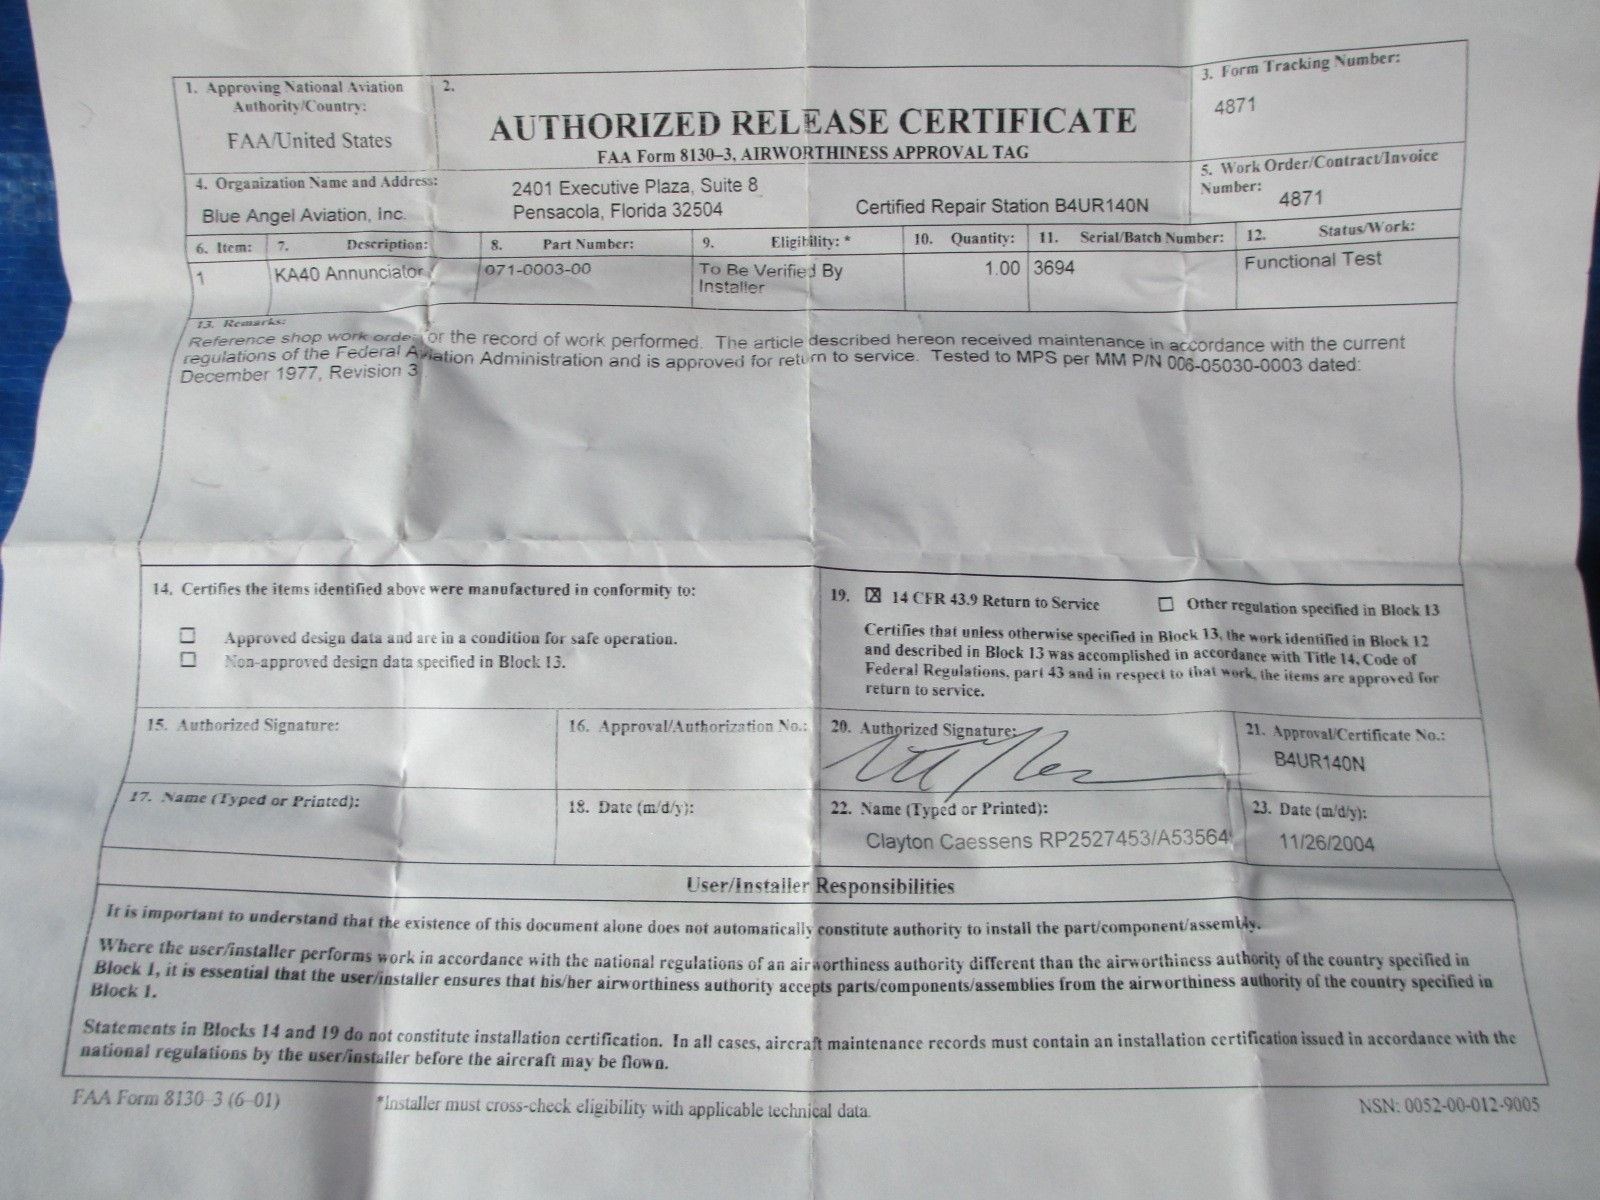 1. Approving National Aviation
Authority/Country:
FAA/United States
2.
AUTHORIZED RELEASE CERTIFICATE
FAA Form 8130–3, AIRWORTHINESS APPROVAL TAG
3. Form Tracking Number:
4871
4. Organization Name and Address:
Blue Angel Aviation, Inc.
2401 Executive Plaza, Suite 8
Pensacola, Florida 32504
Certified Repair Station B4UR140N
5. Work Order/Contract/Invoice
Number:
4871
6. Item: 7. Description: 8. Part Number: 9. Eligibility: * 10. Quantity: 11. Serial/Batch Number: 12. Status/Work:
1 KA40 Annunciator 071-0003-00 To Be Verified By 1.00 3694 Functional Test
Installer
13. Remarks:
Reference shop work order for the record of work performed. The article described hereon received maintenance in accordance with the current
regulations of the Federal Aviation Administration and is approved for return to service. Tested to MPS per MM P/N 006-05030-0003 dated:
December 1977, Revision 3
14. Certifies the items identified above were manufactured in conformity to:
Approved design data and are in a condition for safe operation.
Non-approved design data specified in Block 13.
19. 14 CFR 43.9 Return to Service Other regulation specified in Block 13
Certifies that unless otherwise specified in Block 13, the work identified in Block 12
and described in Block 13 was accomplished in accordance with Title 14, Code of
Federal Regulations, part 43 and in respect to that work, the items are approved for
return to service.
15. Authorized Signature:
16. Approval/Authorization No.:
20. Authorized Signature:
21. Approval/Certificate No.:
B4UR140N
17. Name (Typed or Printed):
18. Date (m/d/y):
22. Name (Typed or Printed):
Clayton Caessens RP2527453/A53564
23. Date (m/d/y):
11/26/2004
User/Installer Responsibilities
It is important to understand that the existence of this document alone does not automatically constitute authority to install the part/component/assembly.
Where the user/installer performs work in accordance with the national regulations of an airworthiness authority different than the airworthiness authority of the country specified in
Block 1, it is essential that the user/installer ensures that his/her airworthiness authority accepts parts/components/assemblies from the airworthiness authority of the country specified in
Block 1.
Statements in Blocks 14 and 19 do not constitute installation certification. In all cases, aircraft maintenance records must contain an installation certification issued in accordance with the
national regulations by the user/installer before the aircraft may be flown.
FAA Form 8130–3 (6–01) *Installer must cross-check eligibility with applicable technical data. NSN: 0052-00-012-9005